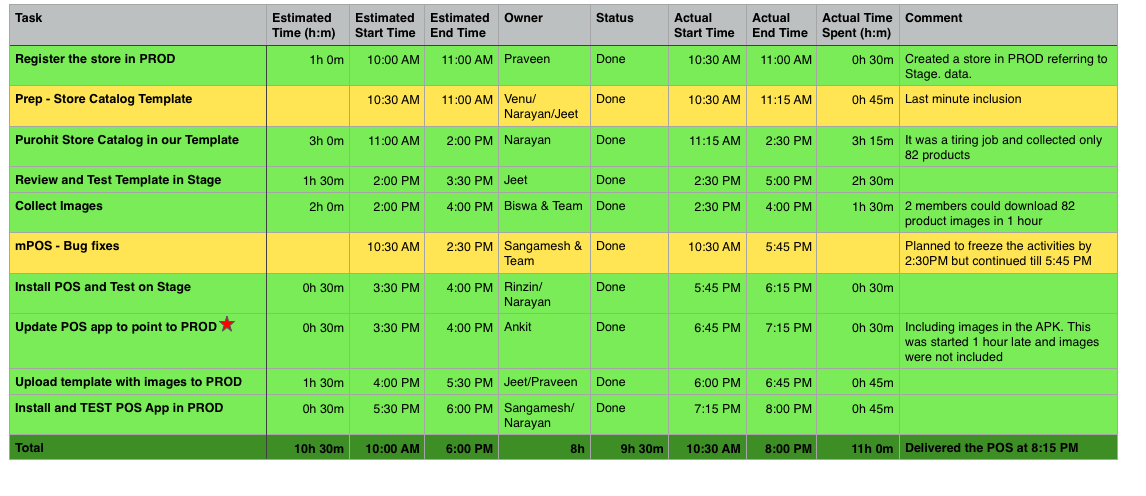 Task Estimated Time (h:m) Estimated Start Time Estimated End Time Owner Status Actual Start Time Actual End Time Actual Time Spent (h:m) Comment
Register the store in PROD 1h 0m 10:00 AM 11:00 AM Praveen Done 10:30 AM 11:00 AM 0h 30m Created a store in PROD referring to Stage. data.
Prep - Store Catalog Template 10:30 AM 11:00 AM Venu/ Narayan/Jeet Done 10:30 AM 11:15 AM 0h 45m Last minute inclusion
Purohit Store Catalog in our Template 3h 0m 11:00 AM 2:00 PM Narayan Done 11:15 AM 2:30 PM 3h 15m It was a tiring job and collected only 82 products
Review and Test Template in Stage 1h 30m 2:00 PM 3:30 PM Jeet Done 2:30 PM 5:00 PM 2h 30m
Collect Images 2h 0m 2:00 PM 4:00 PM Biswa & Team Done 2:30 PM 4:00 PM 1h 30m 2 members could download 82 product images in 1 hour
mPOS - Bug fixes 10:30 AM 2:30 PM Sangamesh & Team Done 10:30 AM 5:45 PM Planned to freeze the activities by 2:30PM but continued till 5:45 PM
Install POS and Test on Stage 0h 30m 3:30 PM 4:00 PM Rinzin/ Narayan Done 5:45 PM 6:15 PM 0h 30m
Update POS app to point to PROD 0h 30m 3:30 PM 4:00 PM Ankit Done 6:45 PM 7:15 PM 0h 30m Including images in the APK. This was started 1 hour late and images were not included
Upload template with images to PROD 1h 30m 4:00 PM 5:30 PM Jeet/Praveen Done 6:00 PM 6:45 PM 0h 45m
Install and TEST POS App in PROD 0h 30m 5:30 PM 6:00 PM Sangamesh/ Narayan Done 7:15 PM 8:00 PM 0h 45m
Total 10h 30m 10:00 AM 6:00 PM 8h 9h 30m 10:30 AM 8:00 PM 11h 0m Delivered the POS at 8:15 PM